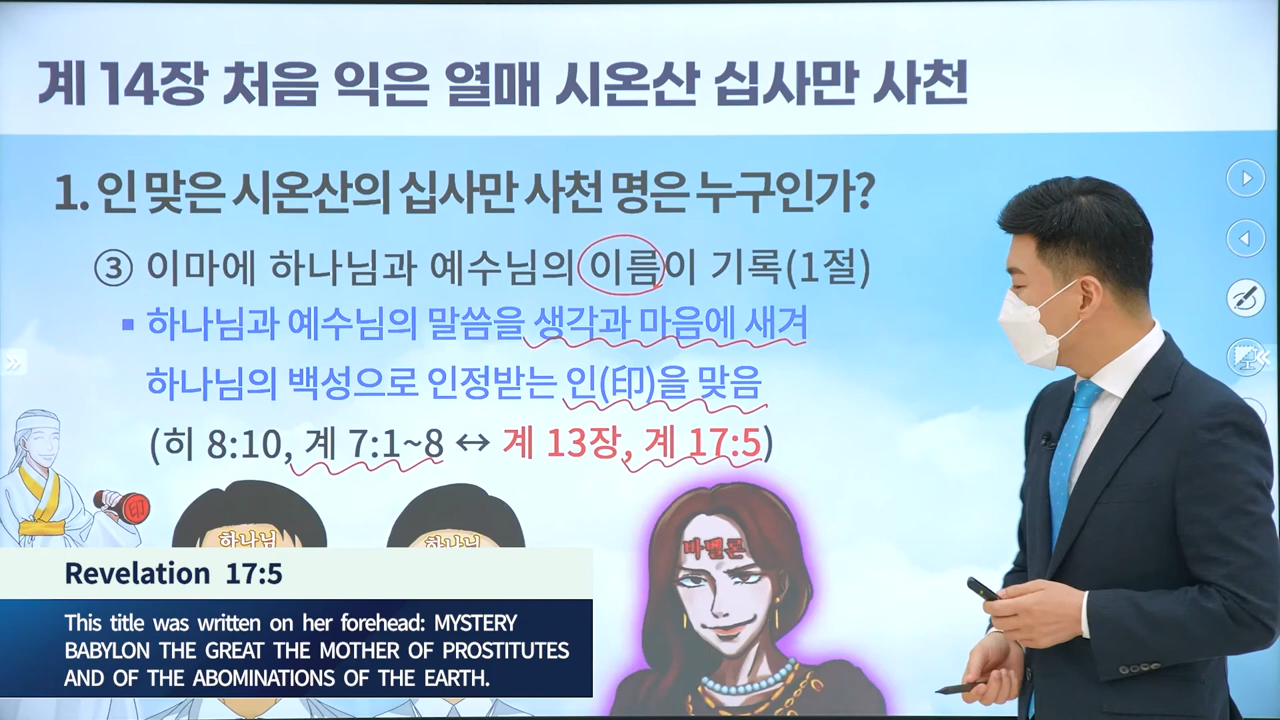 계 14장 처음 익은 열매 시온산 십사만 사천
1. 인 맞은 시온산의 십사만 사천 명은 누구인가?
③ 이마에 하나님과 예수님의 이름이 기록(1절)
▪ 하나님과 예수님의 말씀을 생각과 마음에 새겨
하나님의 백성으로 인정받는 인(印)을 맞음
(히 8:10, 계 7:1~8 ↔ 계 13장, 계 17:5)
印
하나님
하나님
바벨론
Revelation 17:5
This title was written on her forehead: MYSTERY
BABYLON THE GREAT THE MOTHER OF PROSTITUTES
AND OF THE ABOMINATIONS OF THE EARTH.